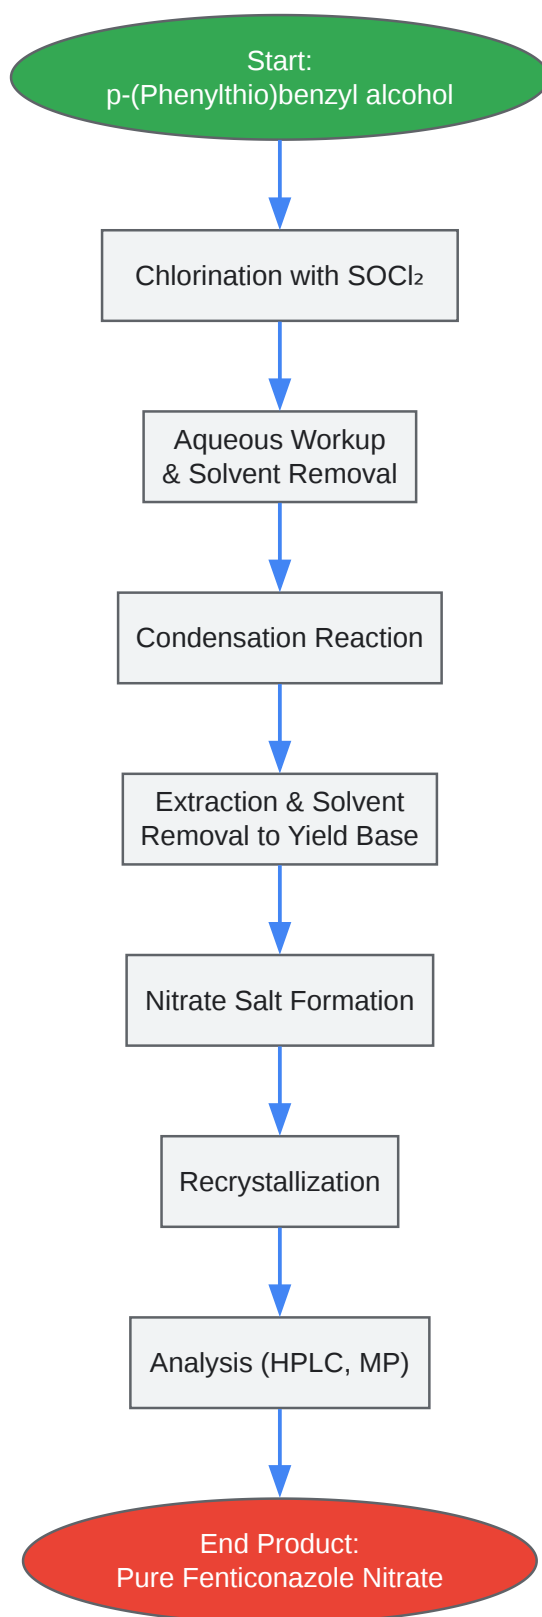 Start:
p-(Phenylthio)benzyl alcohol
Chlorination with SOCl₂
Aqueous Workup
& Solvent Removal
Condensation Reaction
Extraction & Solvent
Removal to Yield Base
Nitrate Salt Formation
Recrystallization
Analysis (HPLC, MP)
End Product:
Pure Fenticonazole Nitrate